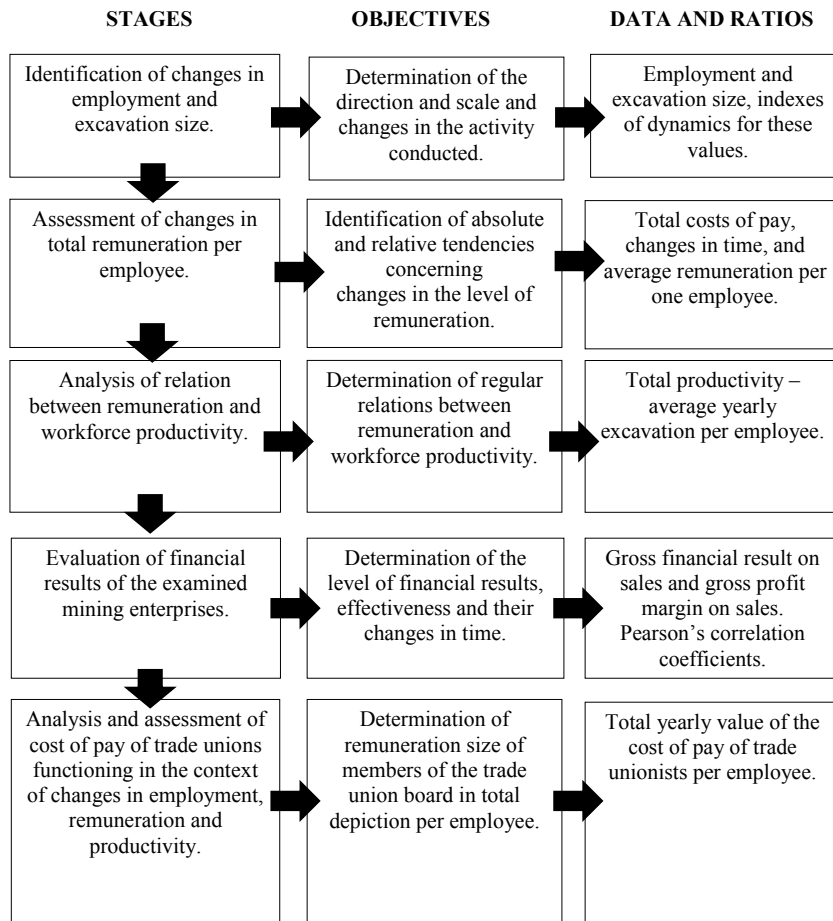 STAGES
OBJECTIVES
DATA AND RATIOS
Identification of changes in
employment and
excavation size.
Determination of the
direction and scale and
changes in the activity
conducted.
Employment and
excavation size, indexes
of dynamics for these
values.
Assessment of changes in
total remuneration per
employee.
Identification of absolute
and relative tendencies
concerning
changes in the level of
remuneration.
Total costs of pay,
changes in time, and
average remuneration per
one employee.
Analysis of relation
between remuneration and
workforce productivity.
Determination of regular
relations between
remuneration and
workforce productivity.
Total productivity –
average yearly
excavation per employee.
Evaluation of financial
results of the examined
mining enterprises.
Determination of the
level of financial results,
effectiveness and their
changes in time.
Gross financial result on
sales and gross profit
margin on sales.
Pearson’s correlation
coefficients.
Analysis and assessment of
cost of pay of trade unions
functioning in the context
of changes in employment,
remuneration and
productivity.
Determination of
remuneration size of
members of the trade
union board in total
depiction per employee.
Total yearly value of the
cost of pay of trade
unionists per employee.